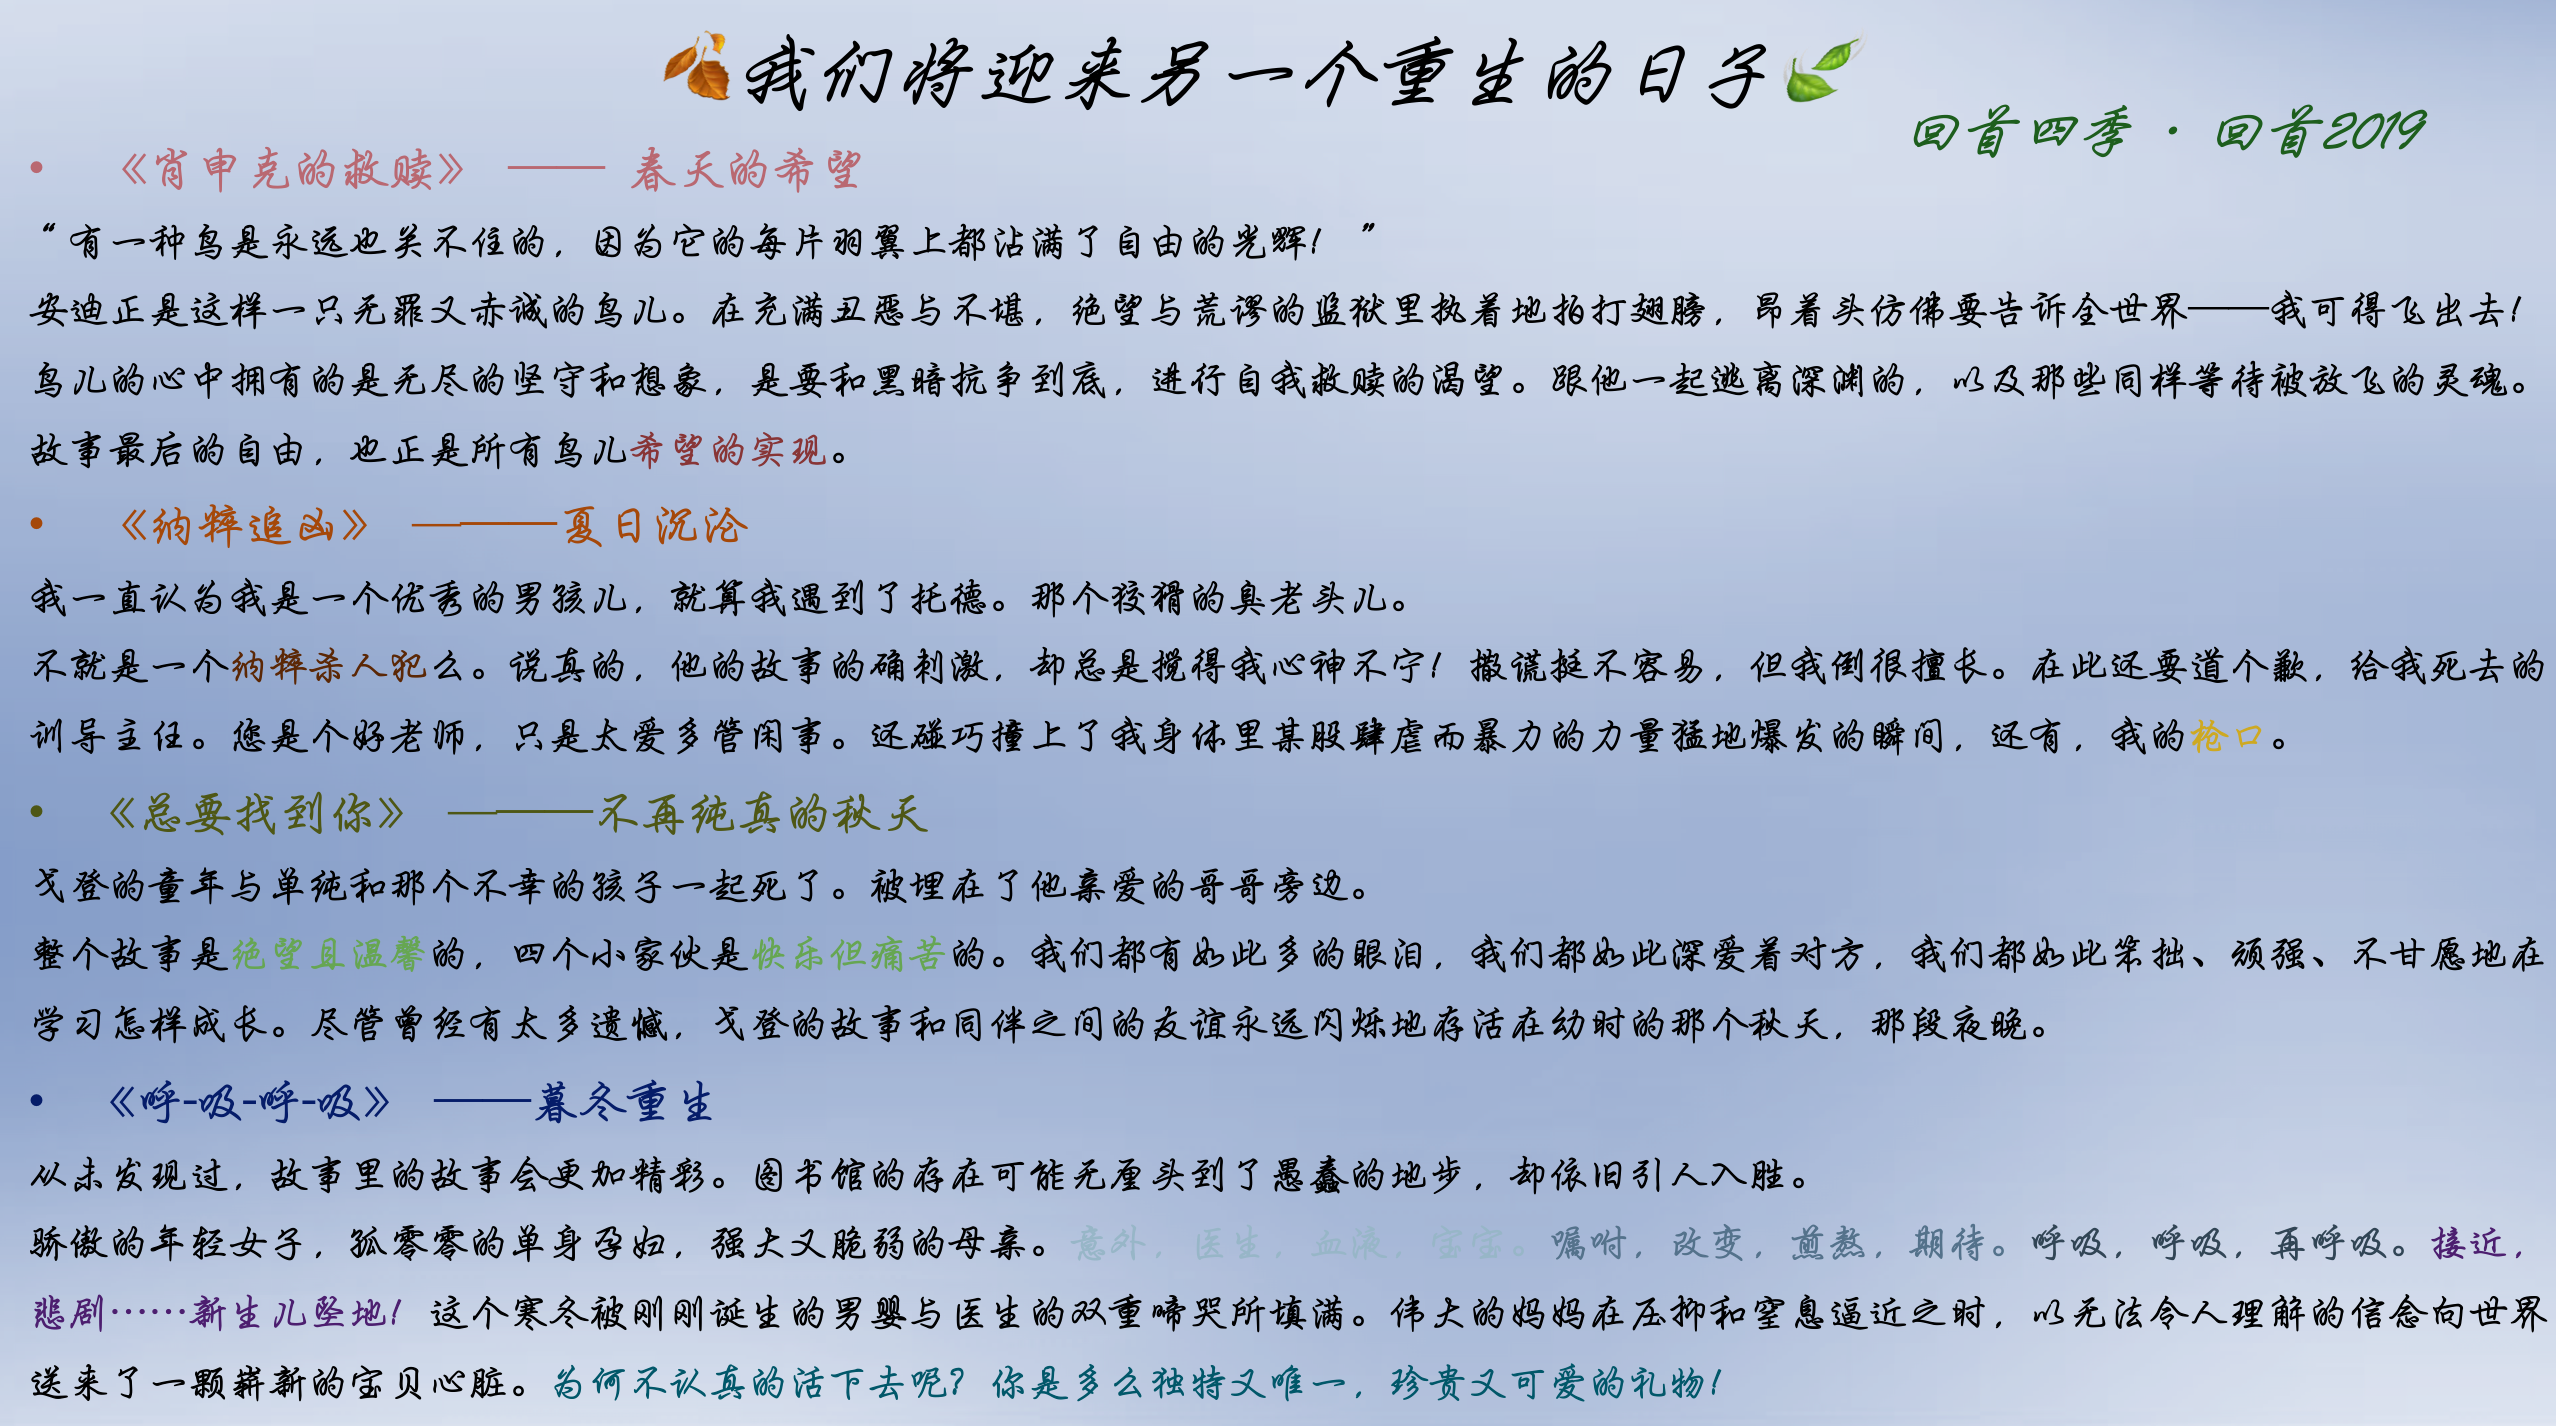 我们将迎来另一个重生的日子
回首四季·回首2019
• 《肖申克的救赎》 —— 春天的希望
“有一种鸟是永远也关不住的，因为它的每片羽翼上都沾满了自由的光辉！”
安迪正是这样一只无罪又赤诚的鸟儿。在充满丑恶与不堪，绝望与荒谬的监狱里执着地拍打翅膀，昂着头仿佛要告诉全世界——我可得飞出去！
鸟儿的心中拥有的是无尽的坚守和想象，是要和黑暗抗争到底，进行自我救赎的渴望。跟他一起逃离深渊的，以及那些同样等待被放飞的灵魂。
故事最后的自由，也正是所有鸟儿希望的实现。
• 《纳粹追凶》 ———夏日沉沦
我一直认为我是一个优秀的男孩儿，就算我遇到了托德。那个狡猾的臭老头儿。
不就是一个纳粹杀人犯么。说真的，他的故事的确刺激，却总是搅得我心神不宁！撒谎挺不容易，但我倒很擅长。在此还要道个歉，给我死去的
训导主任。您是个好老师，只是太爱多管闲事。还碰巧撞上了我身体里某股肆虐而暴力的力量猛地爆发的瞬间，还有，我的枪口。
• 《总要找到你》 ———不再纯真的秋天
戈登的童年与单纯和那个不幸的孩子一起死了。被埋在了他亲爱的哥哥旁边。
整个故事是绝望且温馨的，四个小家伙是快乐但痛苦的。我们都有如此多的眼泪，我们都如此深爱着对方，我们都如此笨拙、顽强、不甘愿地在
学习怎样成长。尽管曾经有太多遗憾，戈登的故事和同伴之间的友谊永远闪烁地存活在幼时的那个秋天，那段夜晚。
• 《呼-吸-呼-吸》 ——暮冬重生
从未发现过，故事里的故事会更加精彩。图书馆的存在可能无厘头到了愚蠢的地步，却依旧引人入胜。
骄傲的年轻女子，孤零零的单身孕妇，强大又脆弱的母亲。意外，医生，血液，宝宝。嘱咐，改变，煎熬，期待。呼吸，呼吸，再呼吸。接近，
悲剧……新生儿坠地！这个寒冬被刚刚诞生的男婴与医生的双重啼哭所填满。伟大的妈妈在压抑和窒息逼近之时，以无法令人理解的信念向世界
送来了一颗崭新的宝贝心脏。为何不认真的活下去呢？你是多么独特又唯一，珍贵又可爱的礼物！